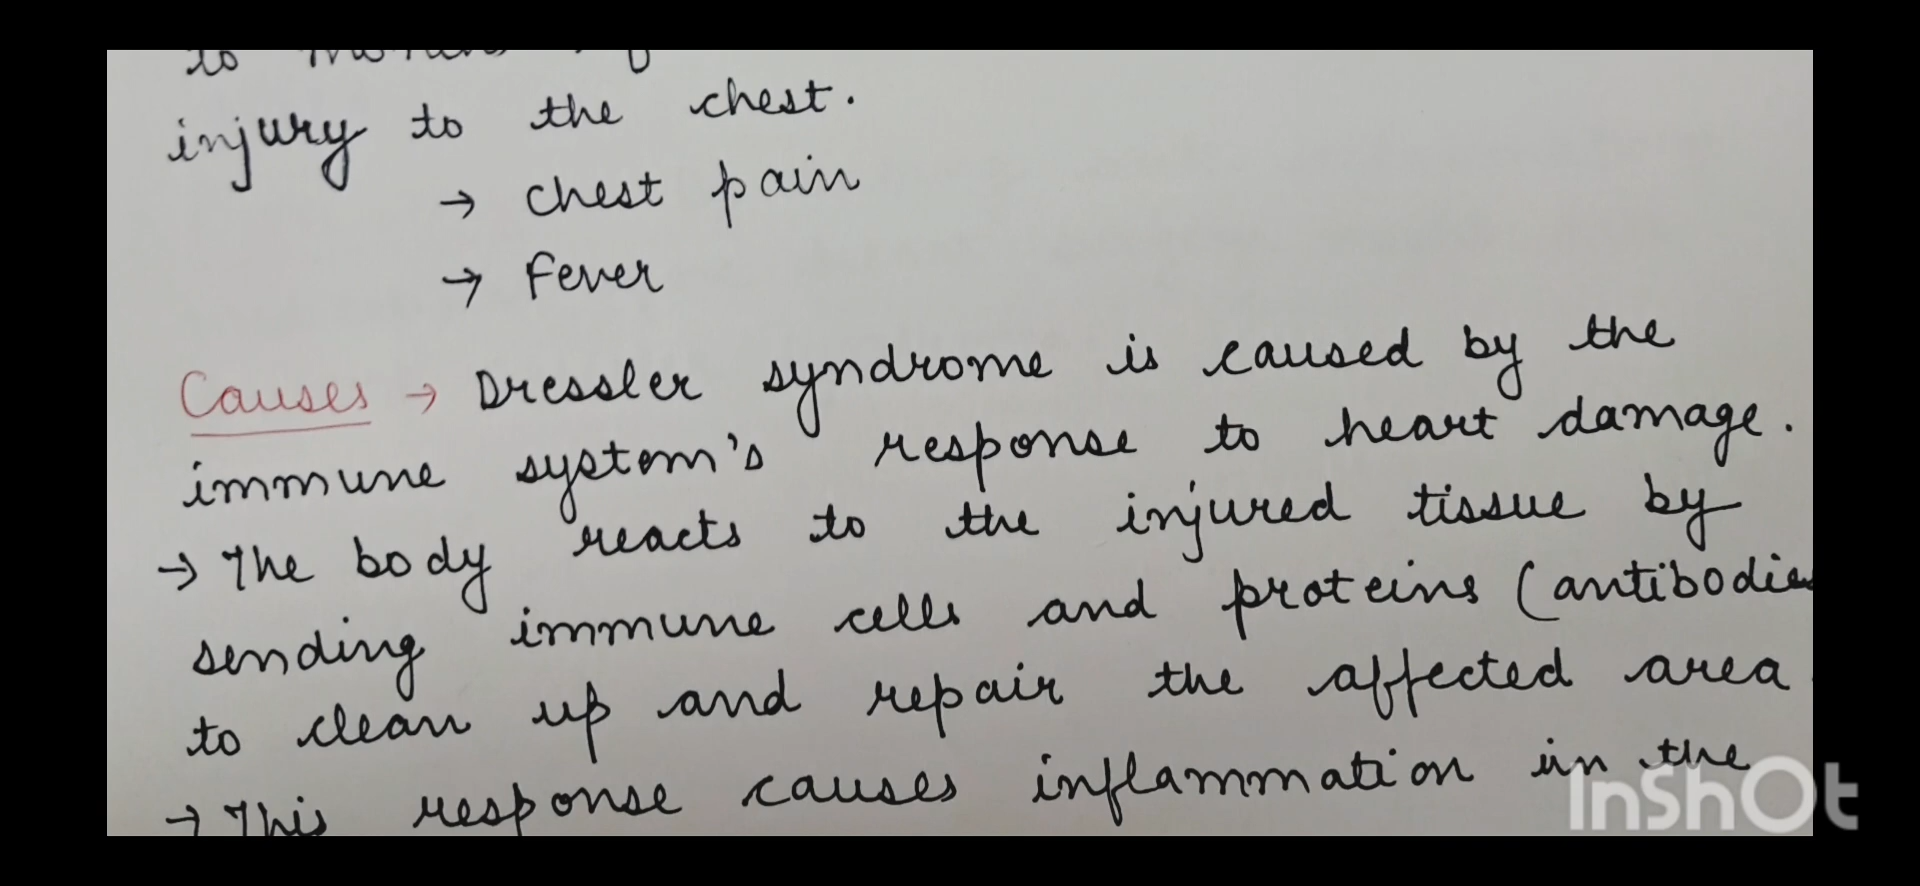 to
injury to the chest.
→ chest pain
→ Fever
Causes → Dressler syndrome is caused by the
immune system's response to heart damage.
→ The body reacts to the injured tissue by
sending immune cells and proteins (antibodies
to clean up and repair the affected area
→ This response causes inflammation in the
InShOt